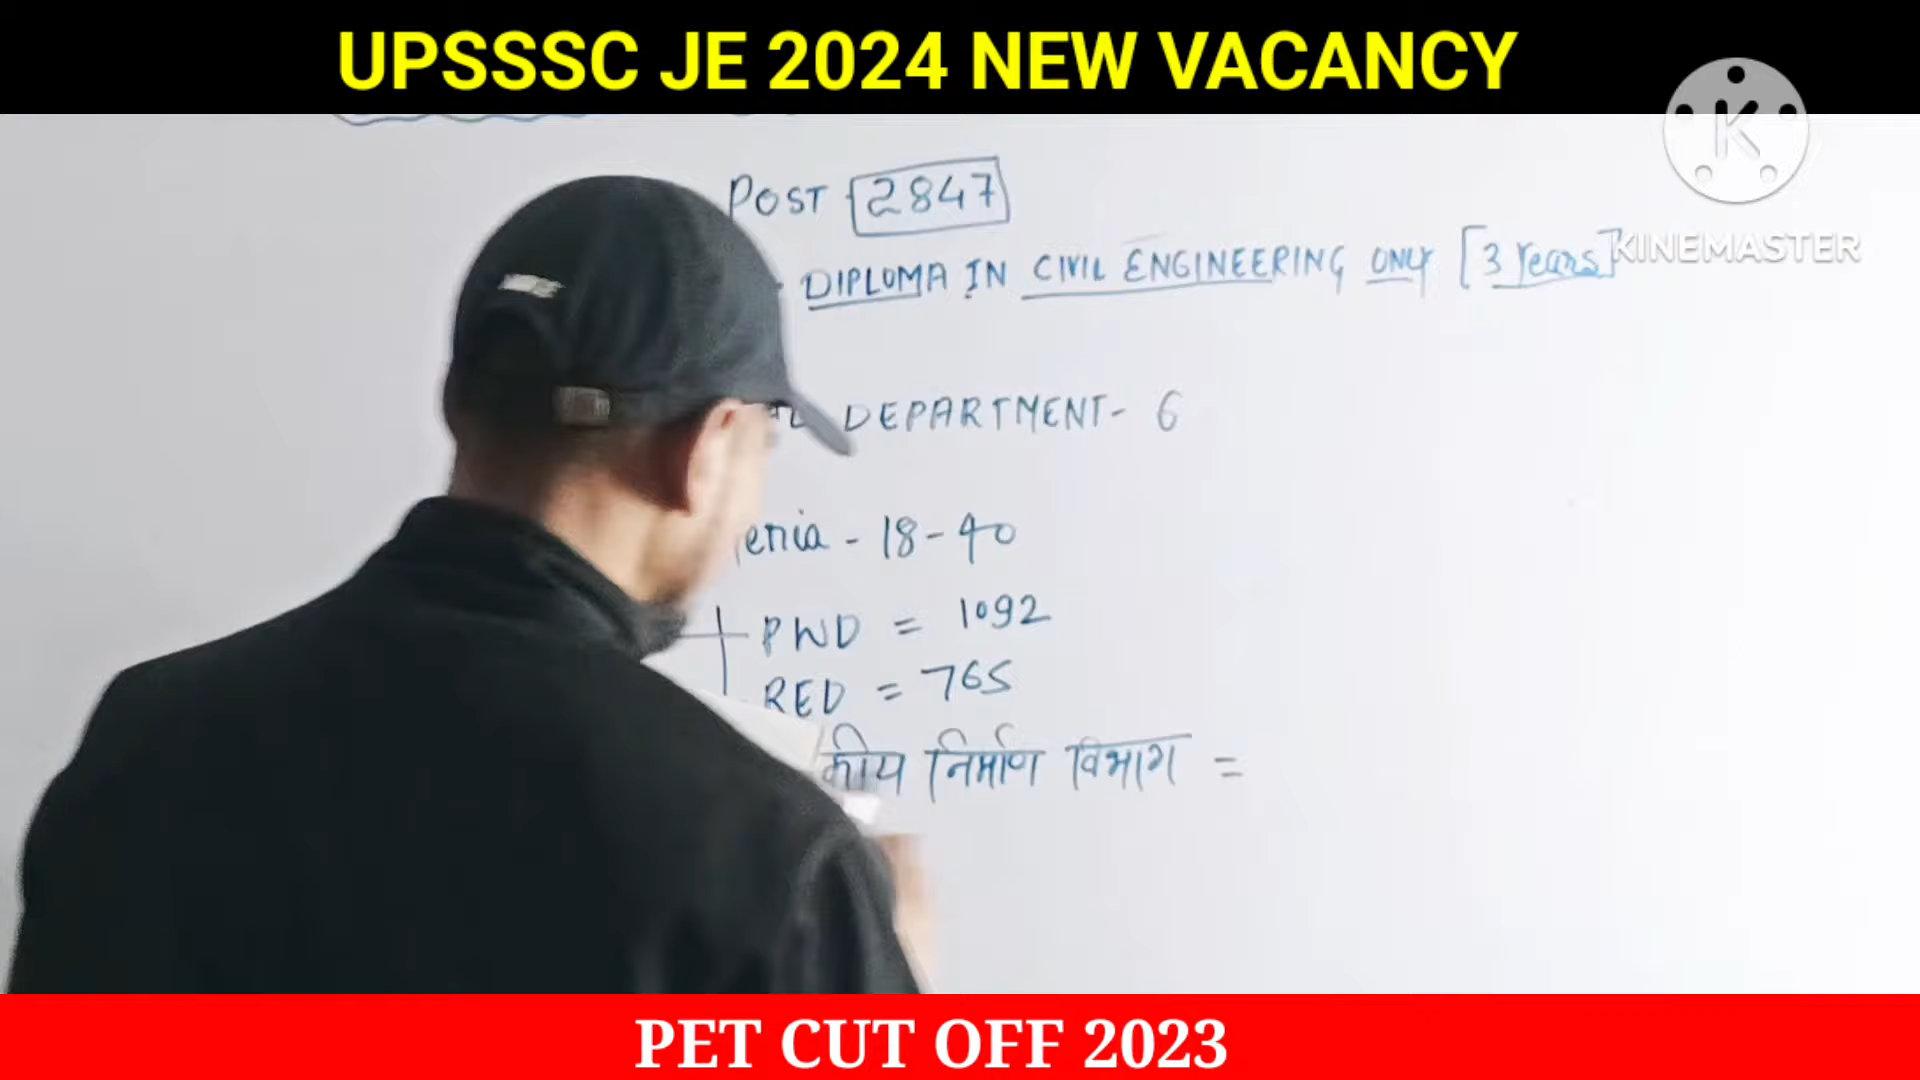 UPSSSC JE 2024 NEW VACANCY
K
KINEMASTER
POST 2847
DIPLOMA IN CIVIL ENGINEERING ONLY [3 Years]
DEPARTMENT- 6
- 18-40
PWD = 1092
RED = 765
निर्माण विभाग =
PET CUT OFF 2023